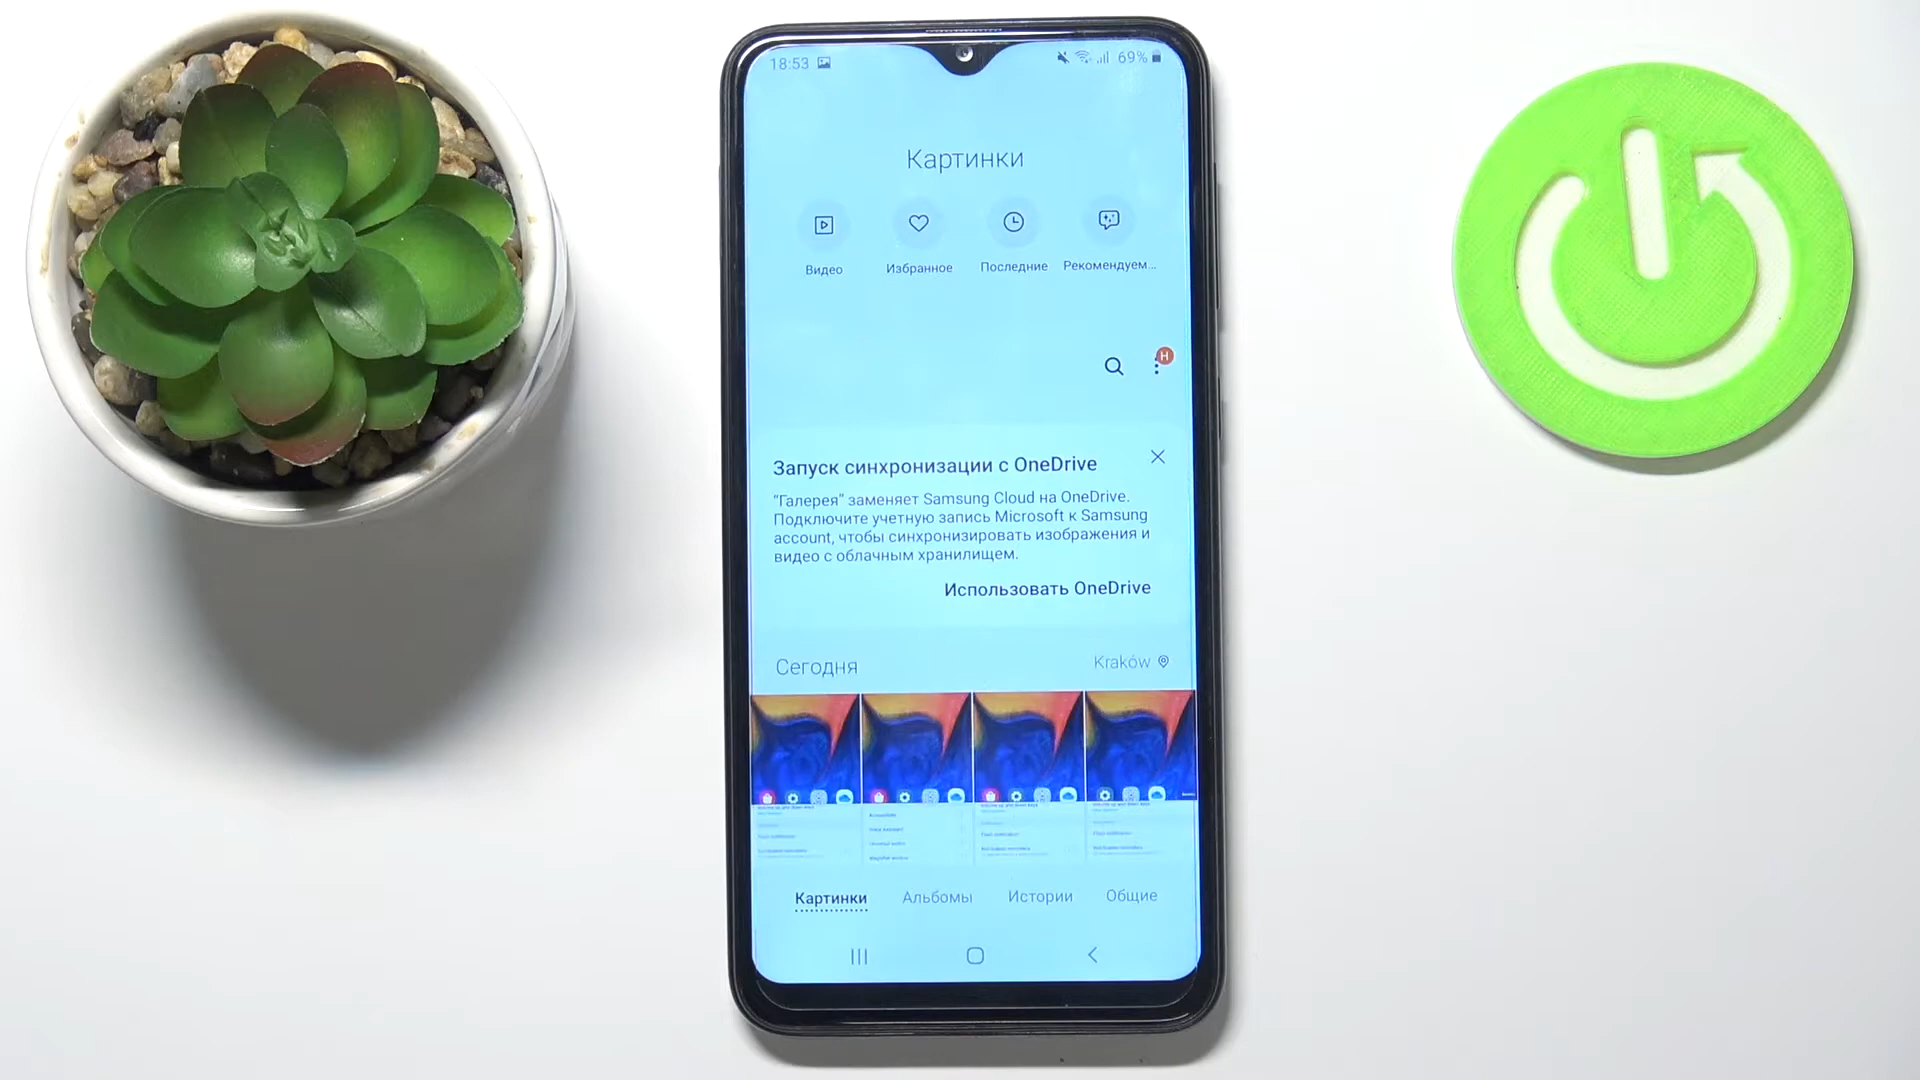 18:53
69%
Картинки
Видео
Избранное
Последние
Рекомендуем...
Н
Запуск синхронизации с OneDrive
“Галерея” заменяет Samsung Cloud на OneDrive.
Подключите учетную запись Microsoft к Samsung
account, чтобы синхронизировать изображения и
видео с облачным хранилищем.
Использовать OneDrive
Сегодня
Kraków
Картинки
Альбомы
Истории
Общие